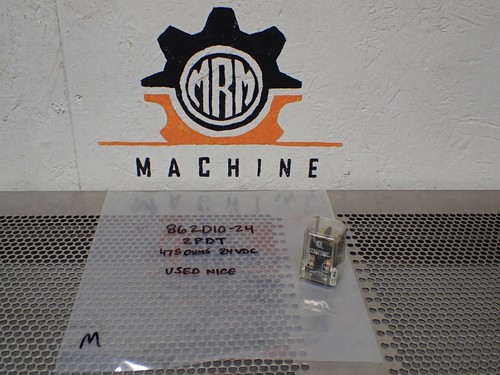 MRM
MACHINE
862D10-24
2PDT
475 OHMS 24VDC
USED NICE
M